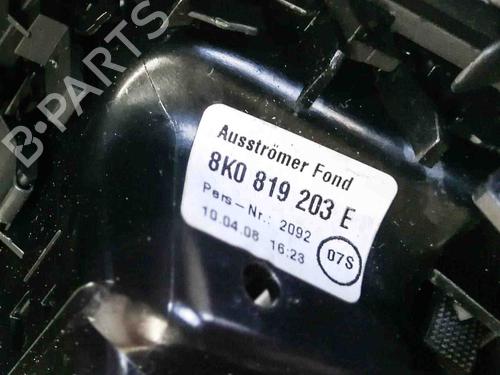 B-PARTS
Ausströmer Fond
8K0 819 203 E
Pers-Nr.: 2092
10.04.08 16:23
07S